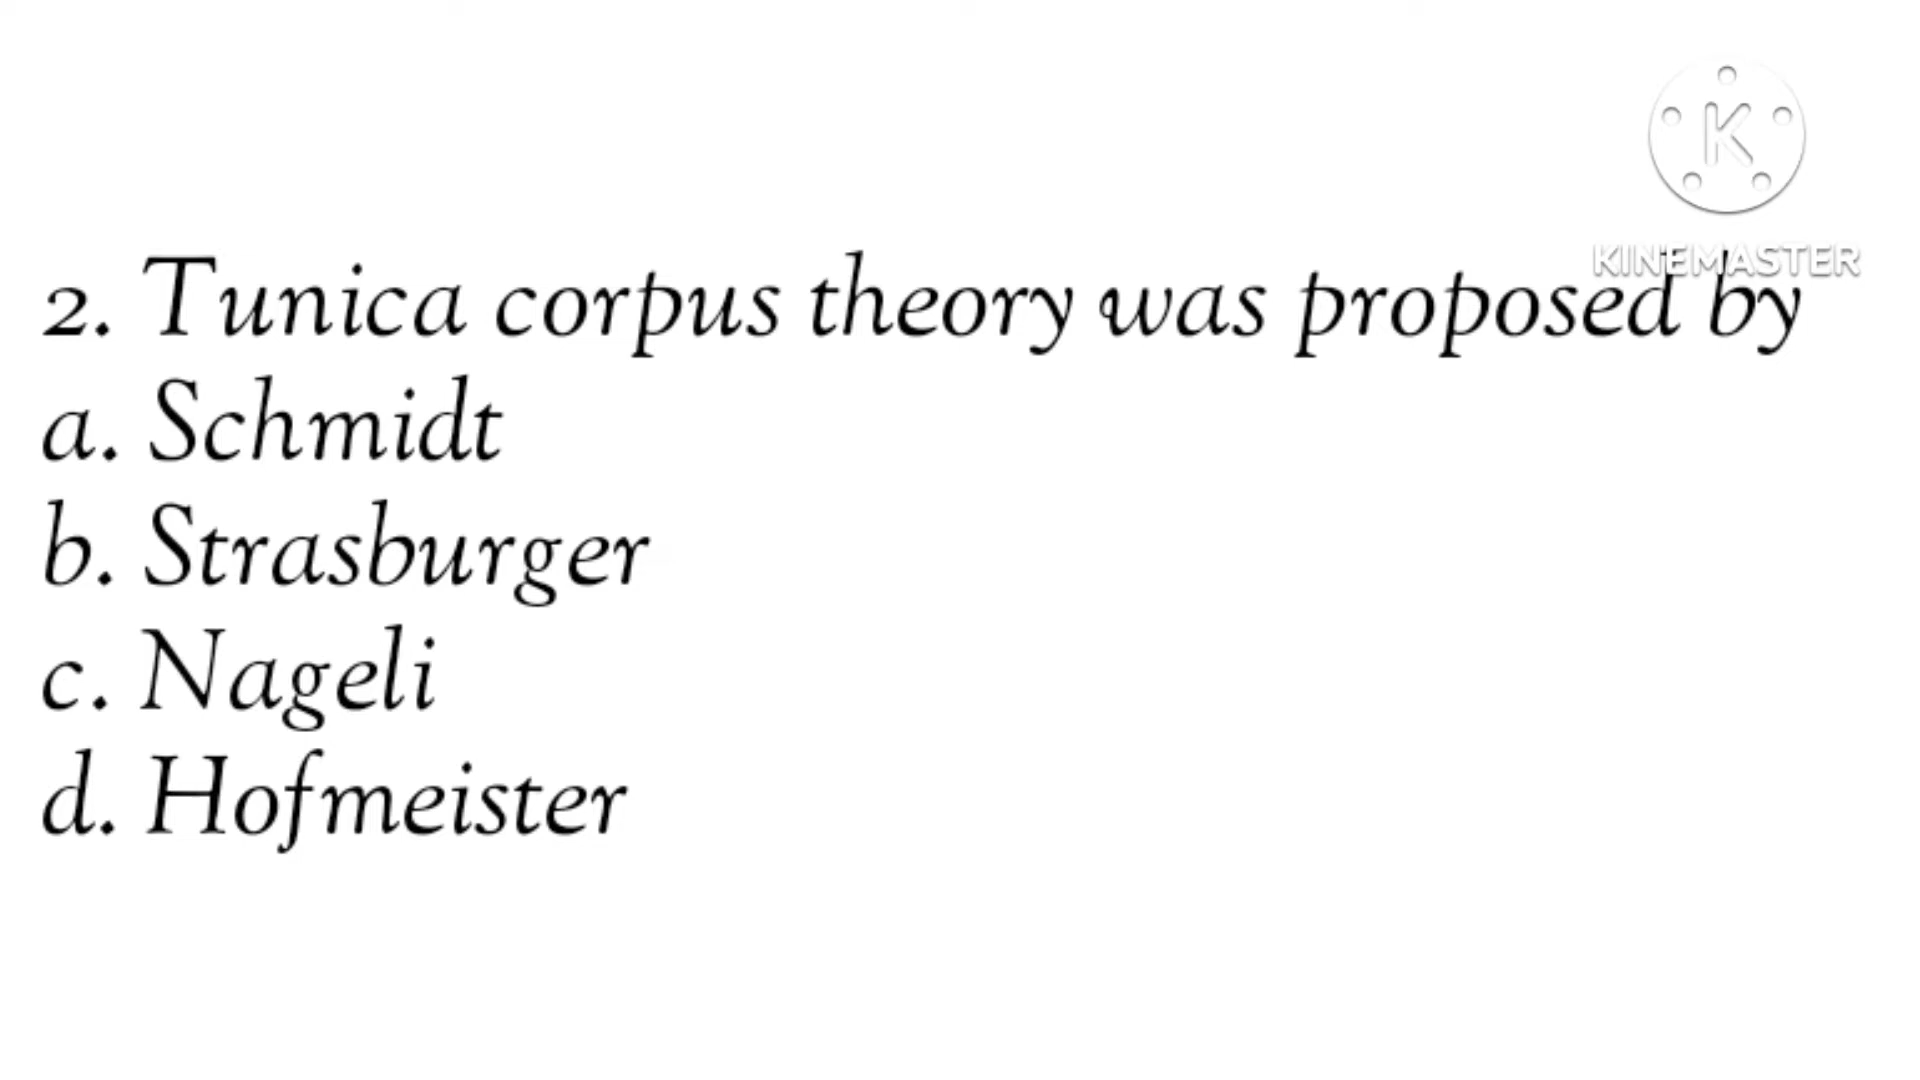 K
KINEMASTER
2. Tunica corpus theory was proposed by
a. Schmidt
b. Strasburger
c. Nageli
d. Hofmeister